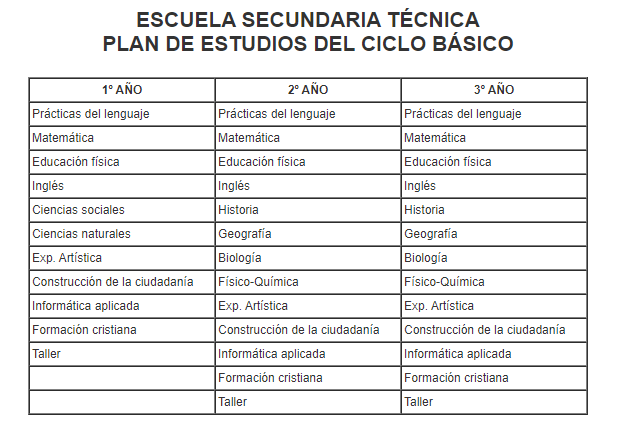 ESCUELA SECUNDARIA TÉCNICA
PLAN DE ESTUDIOS DEL CICLO BÁSICO
1º AÑO 2º AÑO 3º AÑO
Prácticas del lenguaje Prácticas del lenguaje Prácticas del lenguaje
Matemática Matemática Matemática
Educación física Educación física Educación física
Inglés Inglés Inglés
Ciencias sociales Historia Historia
Ciencias naturales Geografía Geografía
Exp. Artística Biología Biología
Construcción de la ciudadanía Físico-Química Físico-Química
Informática aplicada Exp. Artística Exp. Artística
Formación cristiana Construcción de la ciudadanía Construcción de la ciudadanía
Taller Informática aplicada Informática aplicada
Formación cristiana Formación cristiana
Taller Taller